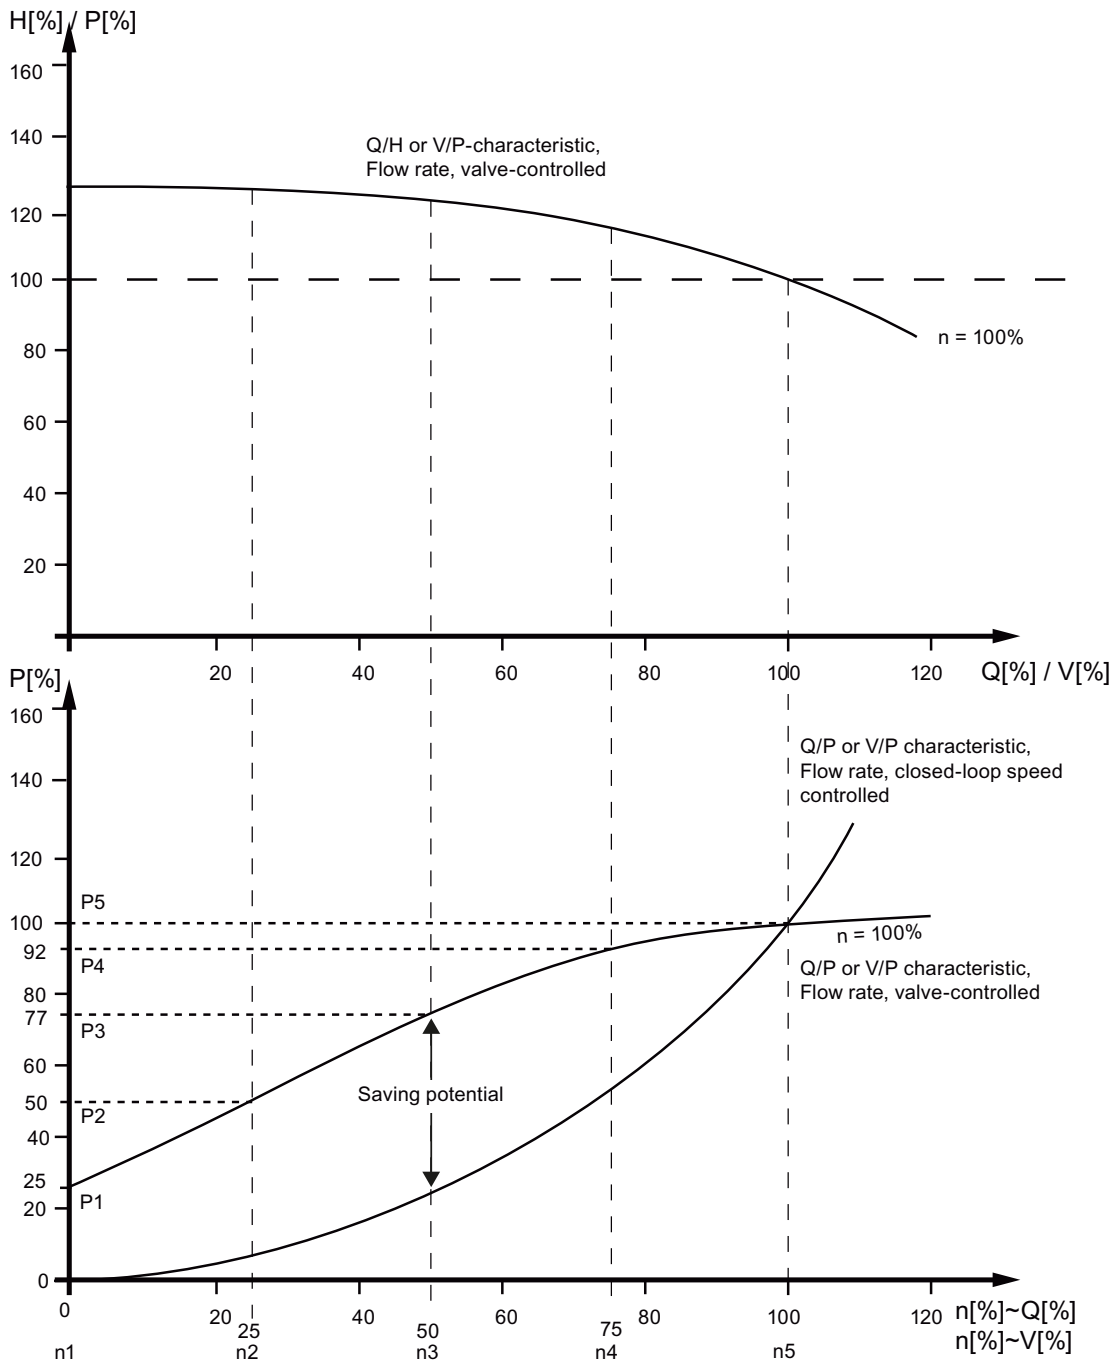 H[%] / P[%]
160
140
Q/H or V/P-characteristic,
Flow rate, valve-controlled
120
100
80
n = 100%
60
40
20
20
40
60
80
100
120
Q[%] / V[%]
P[%]
160
Q/P or V/P characteristic,
Flow rate, closed-loop speed
controlled
140
120
P5
100
n = 100%
92
P4
Q/P or V/P characteristic,
Flow rate, valve-controlled
80
77
P3
60
Saving potential
50
P2
40
25
P1
20
0
0
20
25
40
50
60
75
80
100
120
n[%]~Q[%]
n[%]~V[%]
n1
n2
n3
n4
n5